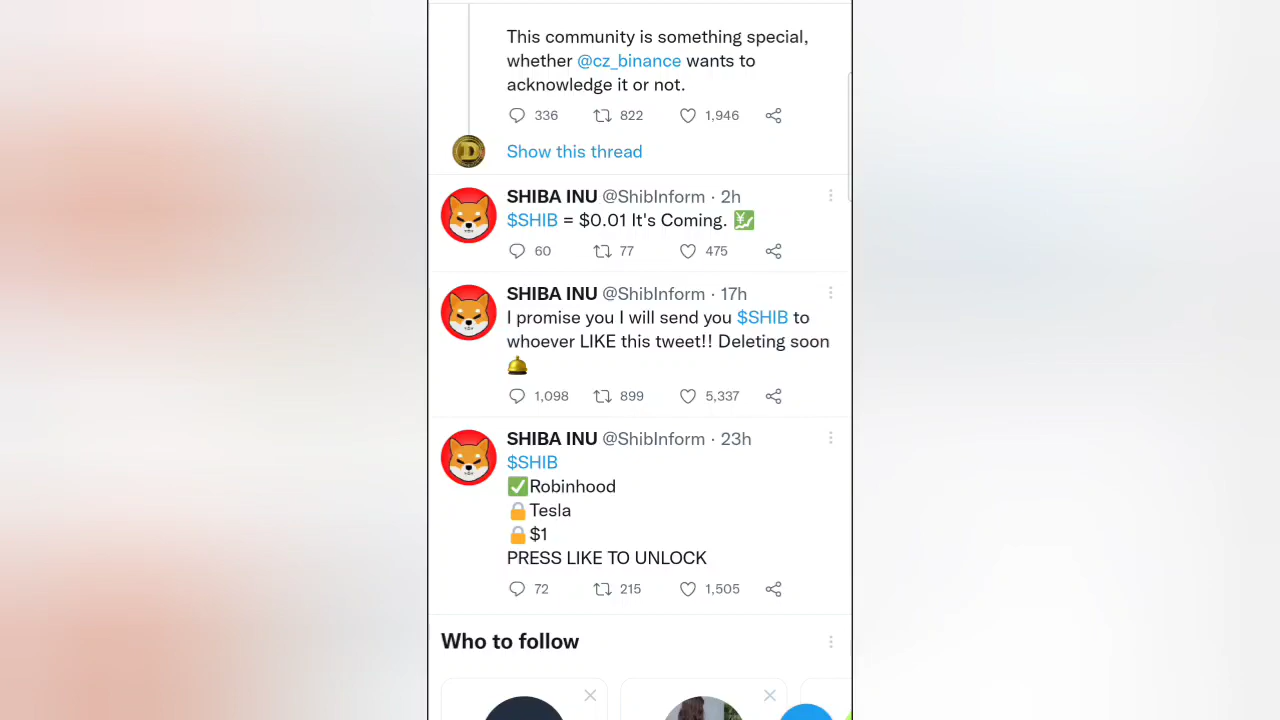 This community is something special,
whether @cz_binance wants to
acknowledge it or not.
336 822 1,946
Show this thread
SHIBA INU @ShibInform · 2h
$SHIB = $0.01 It's Coming. 💹
60 77 475
SHIBA INU @ShibInform · 17h
I promise you I will send you $SHIB to
whoever LIKE this tweet!! Deleting soon
🛎
1,098 899 5,337
SHIBA INU @ShibInform · 23h
$SHIB
✅Robinhood
🔒Tesla
🔒$1
PRESS LIKE TO UNLOCK
72 215 1,505
Who to follow